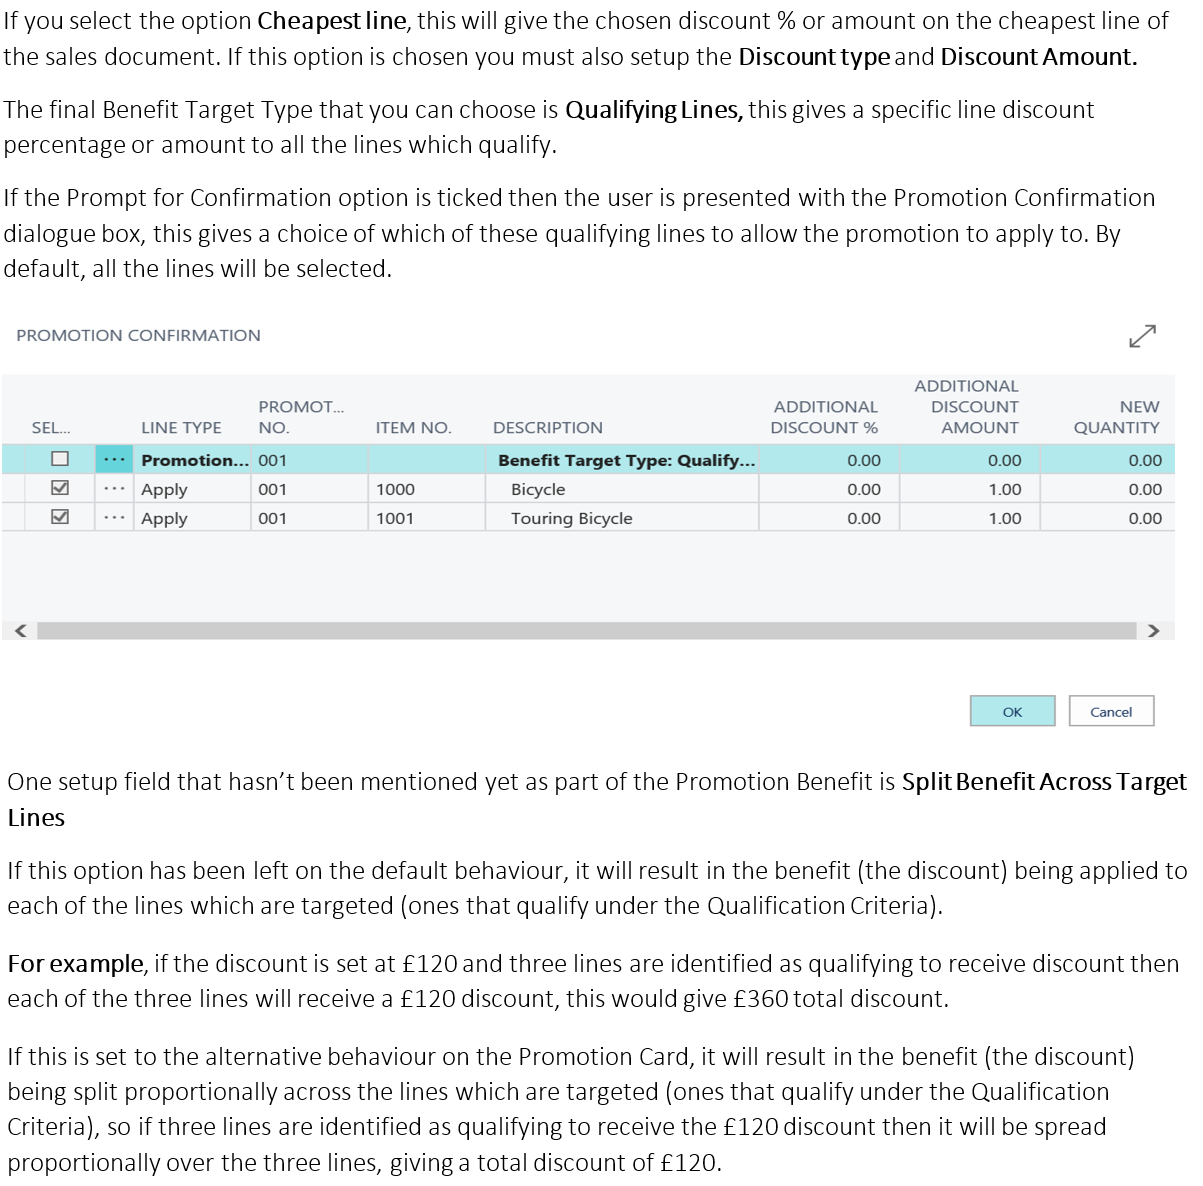 If you select the option Cheapest line, this will give the chosen discount % or amount on the cheapest line of
the sales document. If this option is chosen you must also setup the Discount type and Discount Amount.
The final Benefit Target Type that you can choose is Qualifying Lines, this gives a specific line discount
percentage or amount to all the lines which qualify.
If the Prompt for Confirmation option is ticked then the user is presented with the Promotion Confirmation
dialogue box, this gives a choice of which of these qualifying lines to allow the promotion to apply to. By
default, all the lines will be selected.
PROMOTION CONFIRMATION
SEL... LINE TYPE PROMOT... NO. ITEM NO. DESCRIPTION ADDITIONAL DISCOUNT % ADDITIONAL DISCOUNT AMOUNT NEW QUANTITY
... Promotion... 001 Benefit Target Type: Qualify... 0.00 0.00 0.00
... Apply 001 1000 Bicycle 0.00 1.00 0.00
... Apply 001 1001 Touring Bicycle 0.00 1.00 0.00
OK Cancel
One setup field that hasn’t been mentioned yet as part of the Promotion Benefit is Split Benefit Across Target
Lines
If this option has been left on the default behaviour, it will result in the benefit (the discount) being applied to
each of the lines which are targeted (ones that qualify under the Qualification Criteria).
For example, if the discount is set at £120 and three lines are identified as qualifying to receive discount then
each of the three lines will receive a £120 discount, this would give £360 total discount.
If this is set to the alternative behaviour on the Promotion Card, it will result in the benefit (the discount)
being split proportionally across the lines which are targeted (ones that qualify under the Qualification
Criteria), so if three lines are identified as qualifying to receive the £120 discount then it will be spread
proportionally over the three lines, giving a total discount of £120.